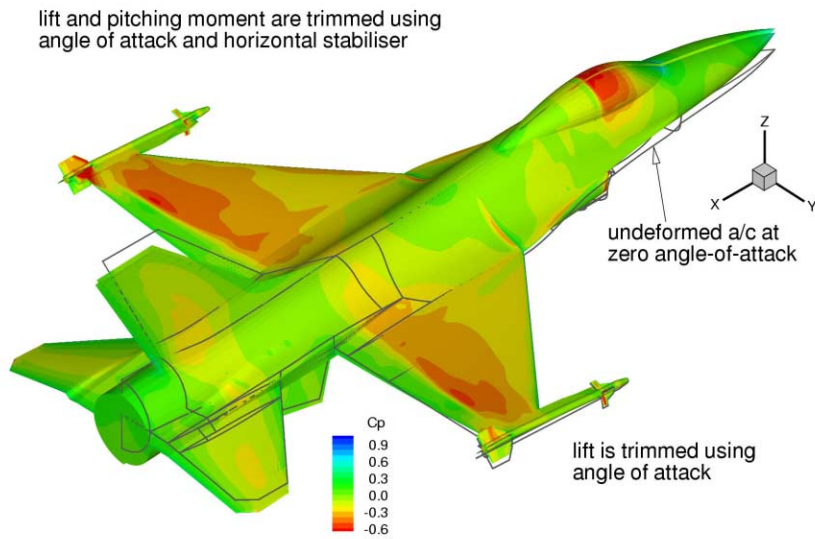 lift and pitching moment are trimmed using
angle of attack and horizontal stabiliser
Z
X
Y
undeformed a/c at
zero angle-of-attack
Cp
0.9
0.6
0.3
0.0
-0.3
-0.6
lift is trimmed using
angle of attack